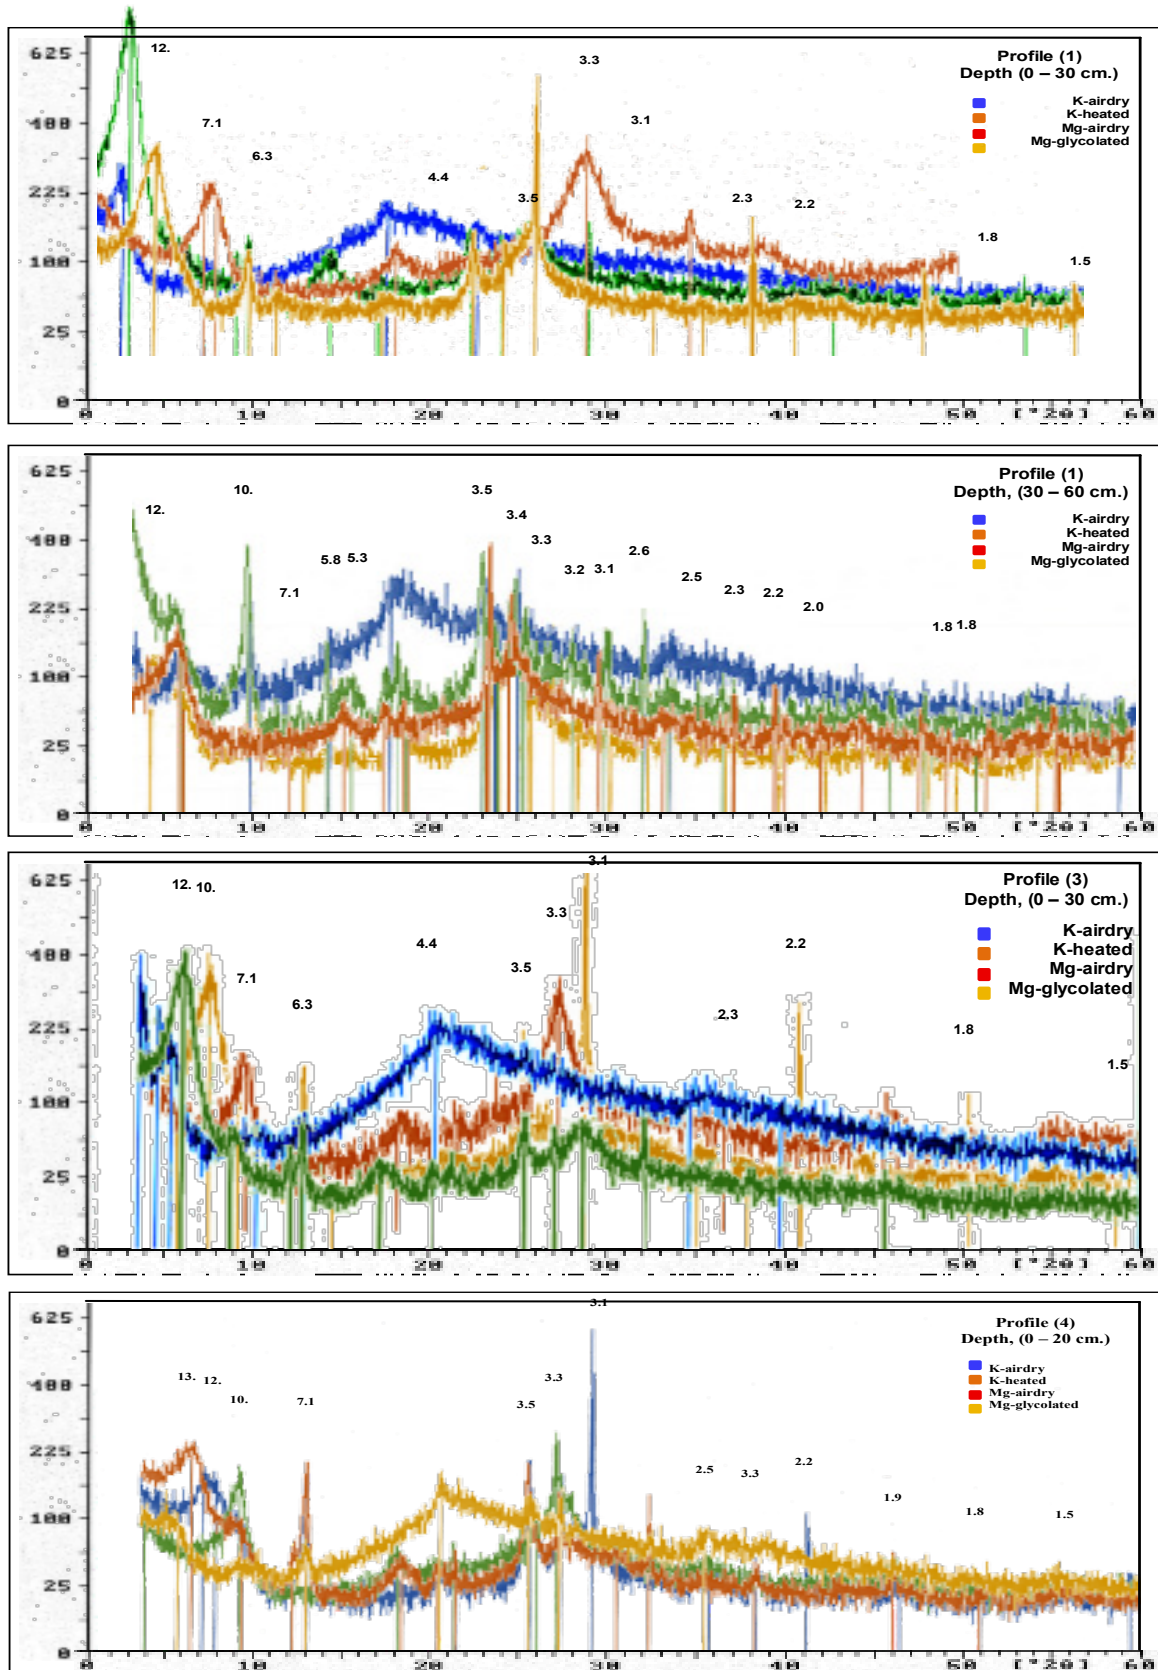 625
400
225
100
25
0
12.
7.1
6.3
4.4
3.5
3.3
3.1
2.3
2.2
1.8
1.5
Profile (1)
Depth (0 – 30 cm.)
K-airdry
K-heated
Mg-airdry
Mg-glycolated
0 10 20 30 40 50 [°2θ] 60
625
400
225
100
25
0
12.
10.
7.1
5.8
5.3
3.5
3.4
3.3
3.2
3.1
2.6
2.5
2.3
2.2
2.0
1.8
1.8
Profile (1)
Depth, (30 – 60 cm.)
K-airdry
K-heated
Mg-airdry
Mg-glycolated
0 10 20 30 40 50 [°2θ] 60
625
400
225
100
25
0
12.
10.
7.1
6.3
4.4
3.5
3.3
3.1
2.3
2.2
1.8
1.5
Profile (3)
Depth, (0 – 30 cm.)
K-airdry
K-heated
Mg-airdry
Mg-glycolated
0 10 20 30 40 50 [°2θ] 60
625
400
225
100
25
0
13.
12.
10.
7.1
3.5
3.3
3.1
2.5
3.3
2.2
1.9
1.8
1.5
Profile (4)
Depth, (0 – 20 cm.)
K-airdry
K-heated
Mg-airdry
Mg-glycolated
0 10 20 30 40 50 [°2θ] 60